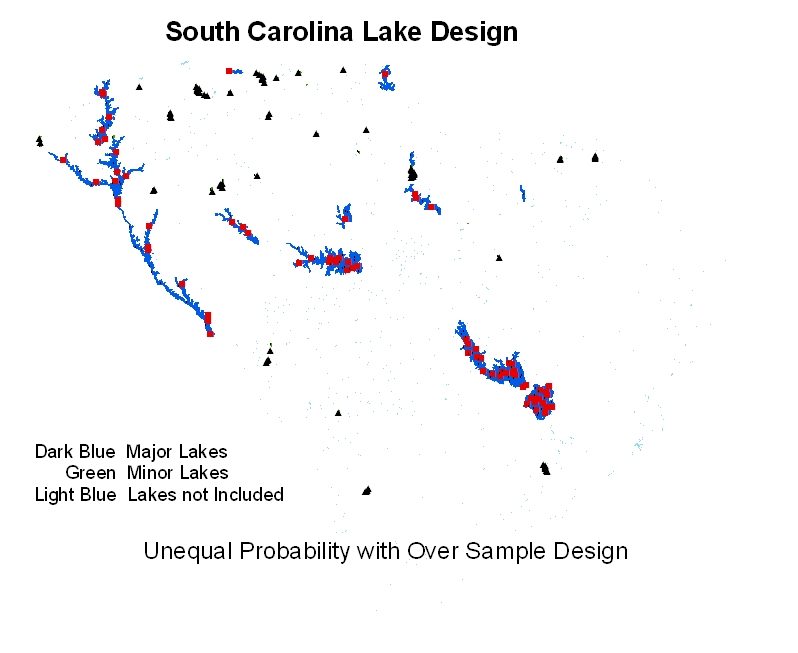 South Carolina Lake Design
Dark Blue Major Lakes
Green Minor Lakes
Light Blue Lakes not Included
Unequal Probability with Over Sample Design